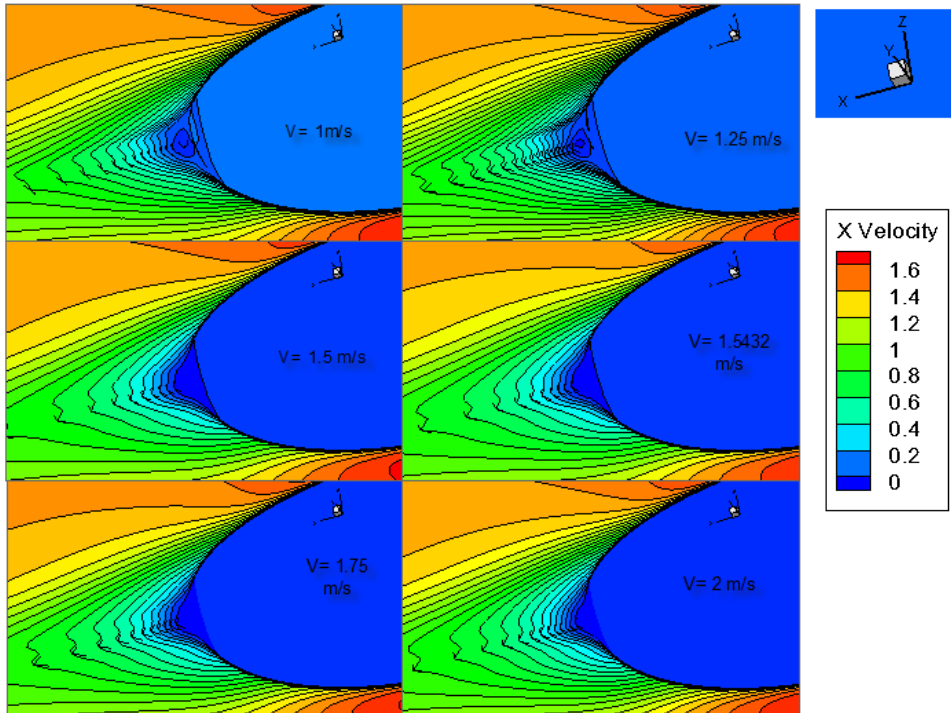 V= 1m/s
V= 1.25 m/s
V= 1.5 m/s
V= 1.5432
m/s
V= 1.75
m/s
V= 2 m/s
Z
Y
X
X Velocity
1.6
1.4
1.2
1
0.8
0.6
0.4
0.2
0